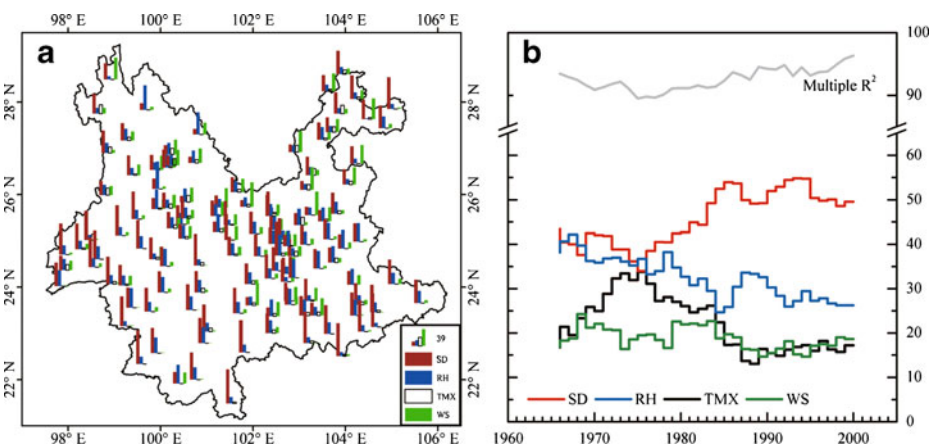 98° E 100° E 102° E 104° E 106° E
a
28° N
26° N
24° N
22° N
28° N
26° N
24° N
22° N
39
SD
RH
TMX
WS
98° E 100° E 102° E 104° E 106° E
b
100
90
60
50
40
30
20
10
0
Multiple R²
SD RH TMX WS
1960 1970 1980 1990 2000